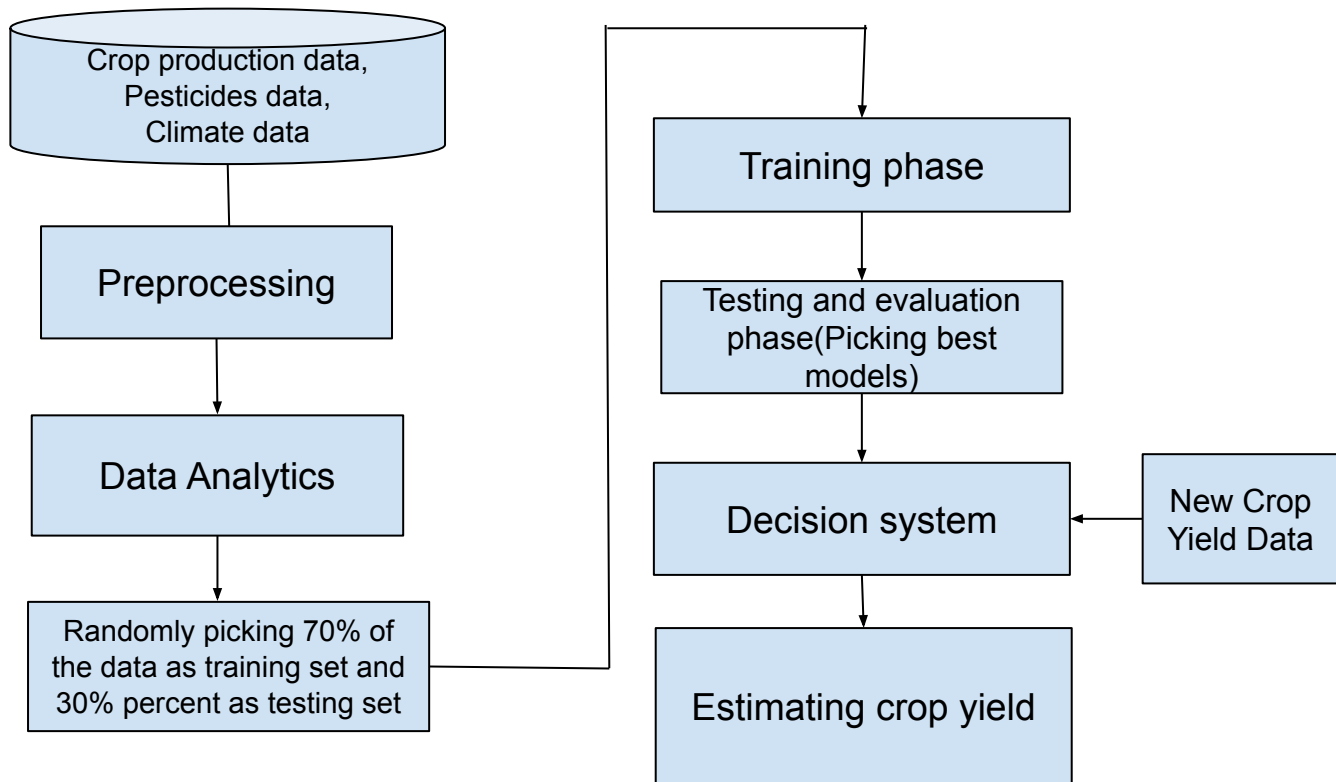 Crop production data,
Pesticides data,
Climate data
Preprocessing
Data Analytics
Randomly picking 70% of
the data as training set and
30% percent as testing set
Training phase
Testing and evaluation
phase(Picking best
models)
Decision system
New Crop
Yield Data
Estimating crop yield